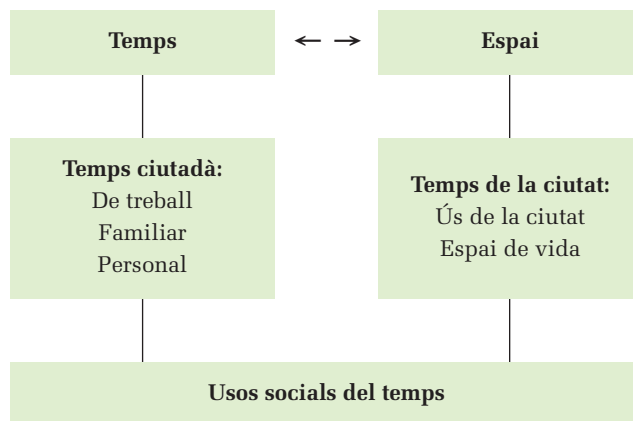 Temps
Espai
Temps ciutadà:
De treball
Familiar
Personal
Temps de la ciutat:
Ús de la ciutat
Espai de vida
Usos socials del temps